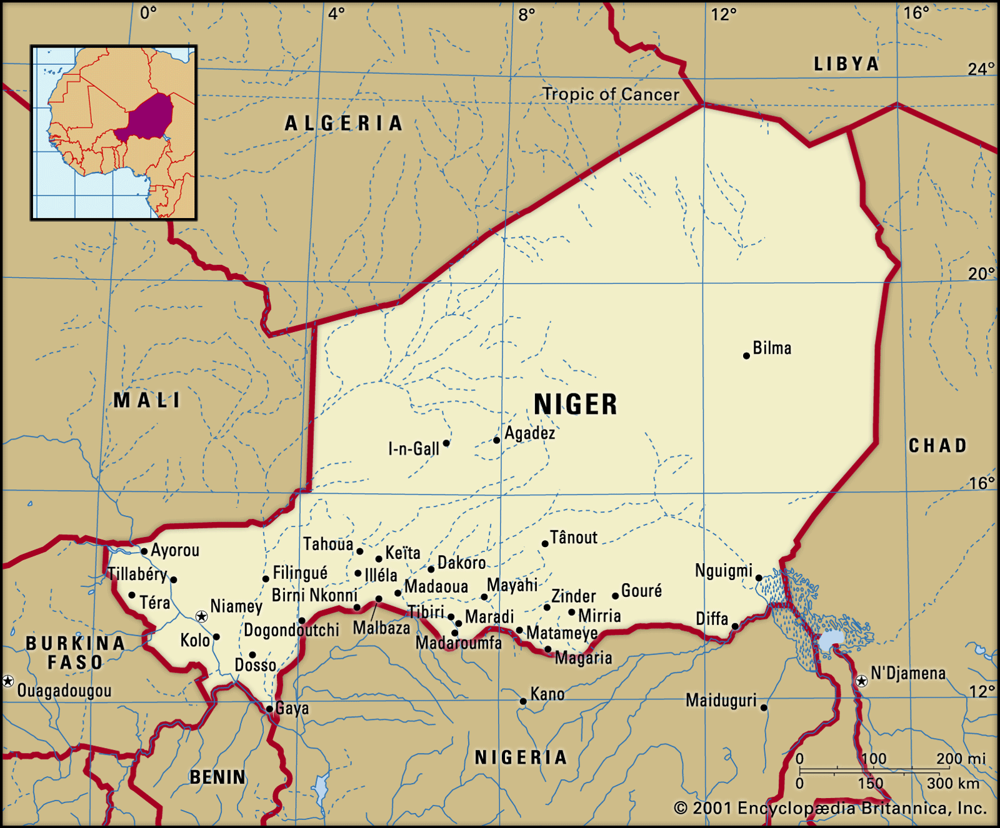 0° 4° 8° 12° 16°
LIBYA
24°
Tropic of Cancer
ALGERIA
20°
Bilma
MALI
NIGER
Agadez
I-n-Gall
CHAD
16°
Tânout
Tahoua
Keïta
Ayorou
Dakoro
Nguigmi
Tillabéry
Filingué
Illéla
Madaoua
Mayahi
Gouré
Birni Nkonni
Zinder
Téra
Niamey
Tibiri
Maradi
Mirria
Diffa
Dogondoutchi
Malbaza
Matameye
Kolo
Madaroumfa
BURKINA
FASO
Magaria
Dosso
N'Djamena
Ouagadougou
Kano
12°
Maiduguri
Gaya
NIGERIA
0 100 200 mi
BENIN
0 150 300 km
© 2001 Encyclopædia Britannica, Inc.